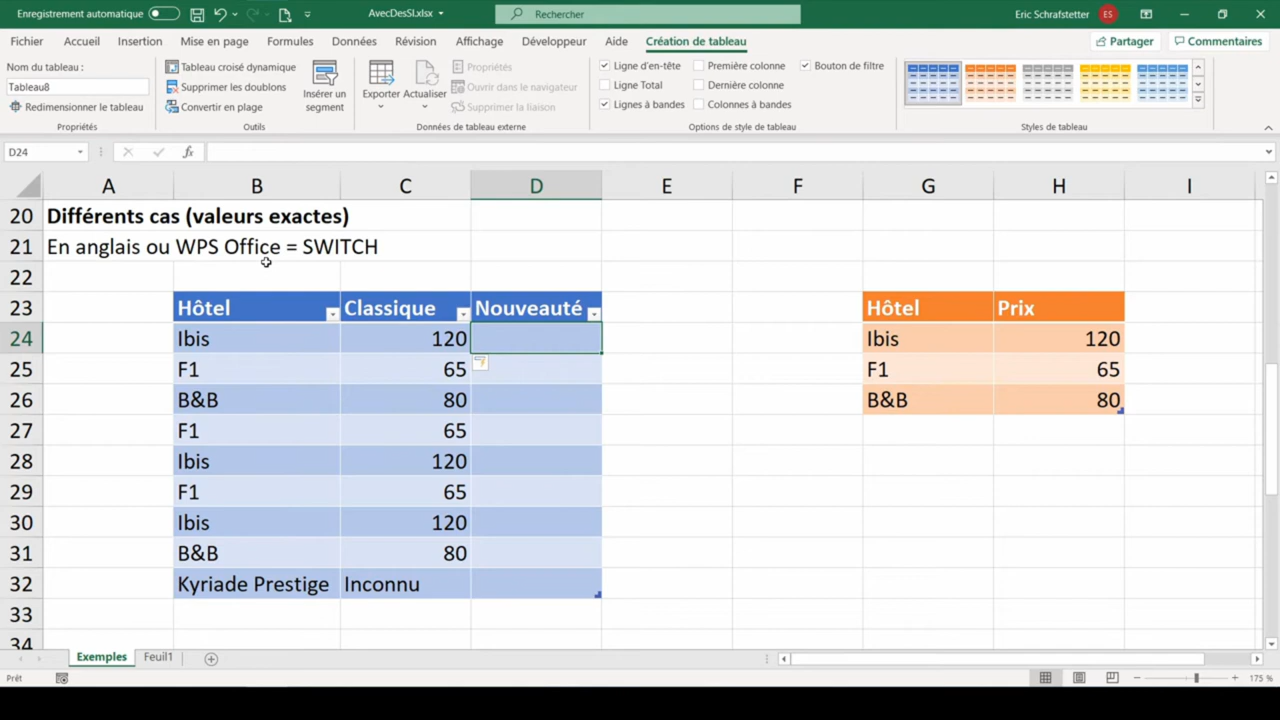 Enregistrement automatique AvecDesSI.xlsx Rechercher Eric Schrafstetter ES
Fichier Accueil Insertion Mise en page Formules Données Révision Affichage Développeur Aide Création de tableau Partager Commentaires
Nom du tableau : Tableau croisé dynamique Propriétés Ligne d'en-tête Première colonne Bouton de filtre
Tableau8 Supprimer les doublons Insérer un segment Exporter Actualiser Ouvrir dans le navigateur Ligne Total Dernière colonne
Redimensionner le tableau Convertir en plage Supprimer la liaison Lignes à bandes Colonnes à bandes
Propriétés Outils Données de tableau externe Options de style de tableau Styles de tableau
D24 fx
A B C D E F G H I
20 Différents cas (valeurs exactes)
21 En anglais ou WPS Office = SWITCH
22
23 Hôtel Classique Nouveauté Hôtel Prix
24 Ibis 120 Ibis 120
25 F1 65 F1 65
26 B&B 80 B&B 80
27 F1 65
28 Ibis 120
29 F1 65
30 Ibis 120
31 B&B 80
32 Kyriade Prestige Inconnu
33
34
Exemples Feuil1
Prêt 175 %